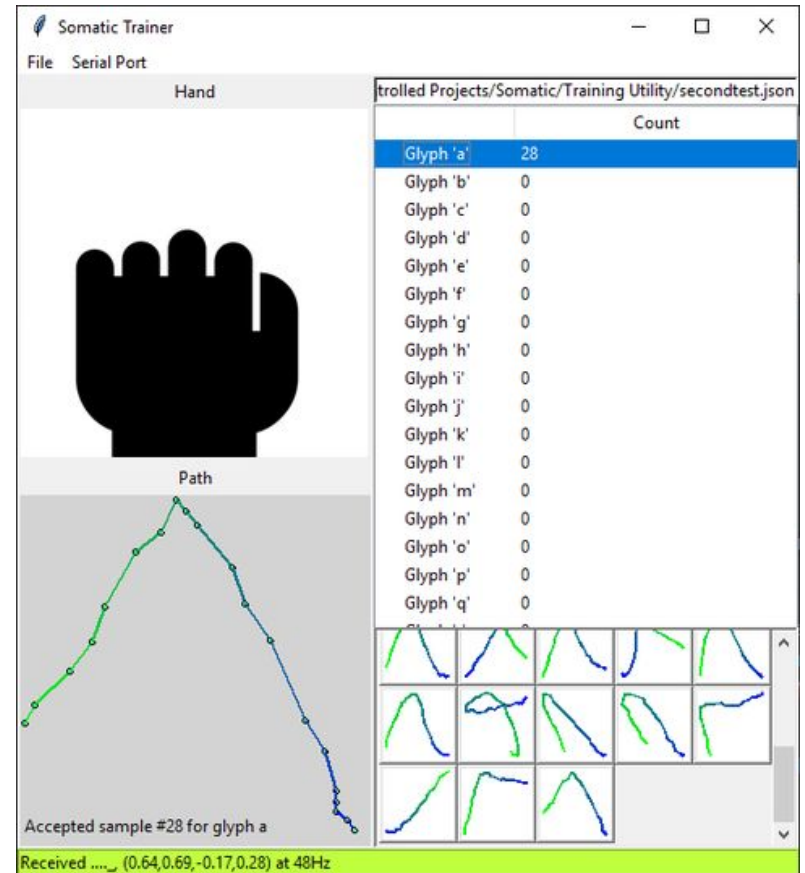 Somatic Trainer
File Serial Port
Hand
trolled Projects/Somatic/Training Utility/secondtest.json
Count
Glyph 'a' 28
Glyph 'b' 0
Glyph 'c' 0
Glyph 'd' 0
Glyph 'e' 0
Glyph 'f' 0
Glyph 'g' 0
Glyph 'h' 0
Glyph 'i' 0
Glyph 'j' 0
Glyph 'k' 0
Glyph 'l' 0
Glyph 'm' 0
Glyph 'n' 0
Glyph 'o' 0
Glyph 'p' 0
Glyph 'q' 0
Path
Accepted sample #28 for glyph a
Received ...._, (0.64,0.69,-0.17,0.28) at 48Hz